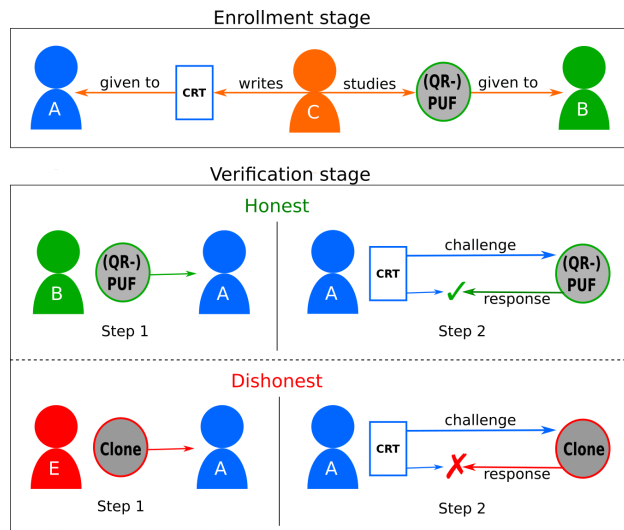 Enrollment stage
A
given to
CRT
writes
C
studies
(QR-)
PUF
given to
B
Verification stage
Honest
B
(QR-)
PUF
A
Step 1
A
CRT
challenge
response
(QR-)
PUF
Step 2
Dishonest
E
Clone
A
Step 1
A
CRT
challenge
response
Clone
Step 2